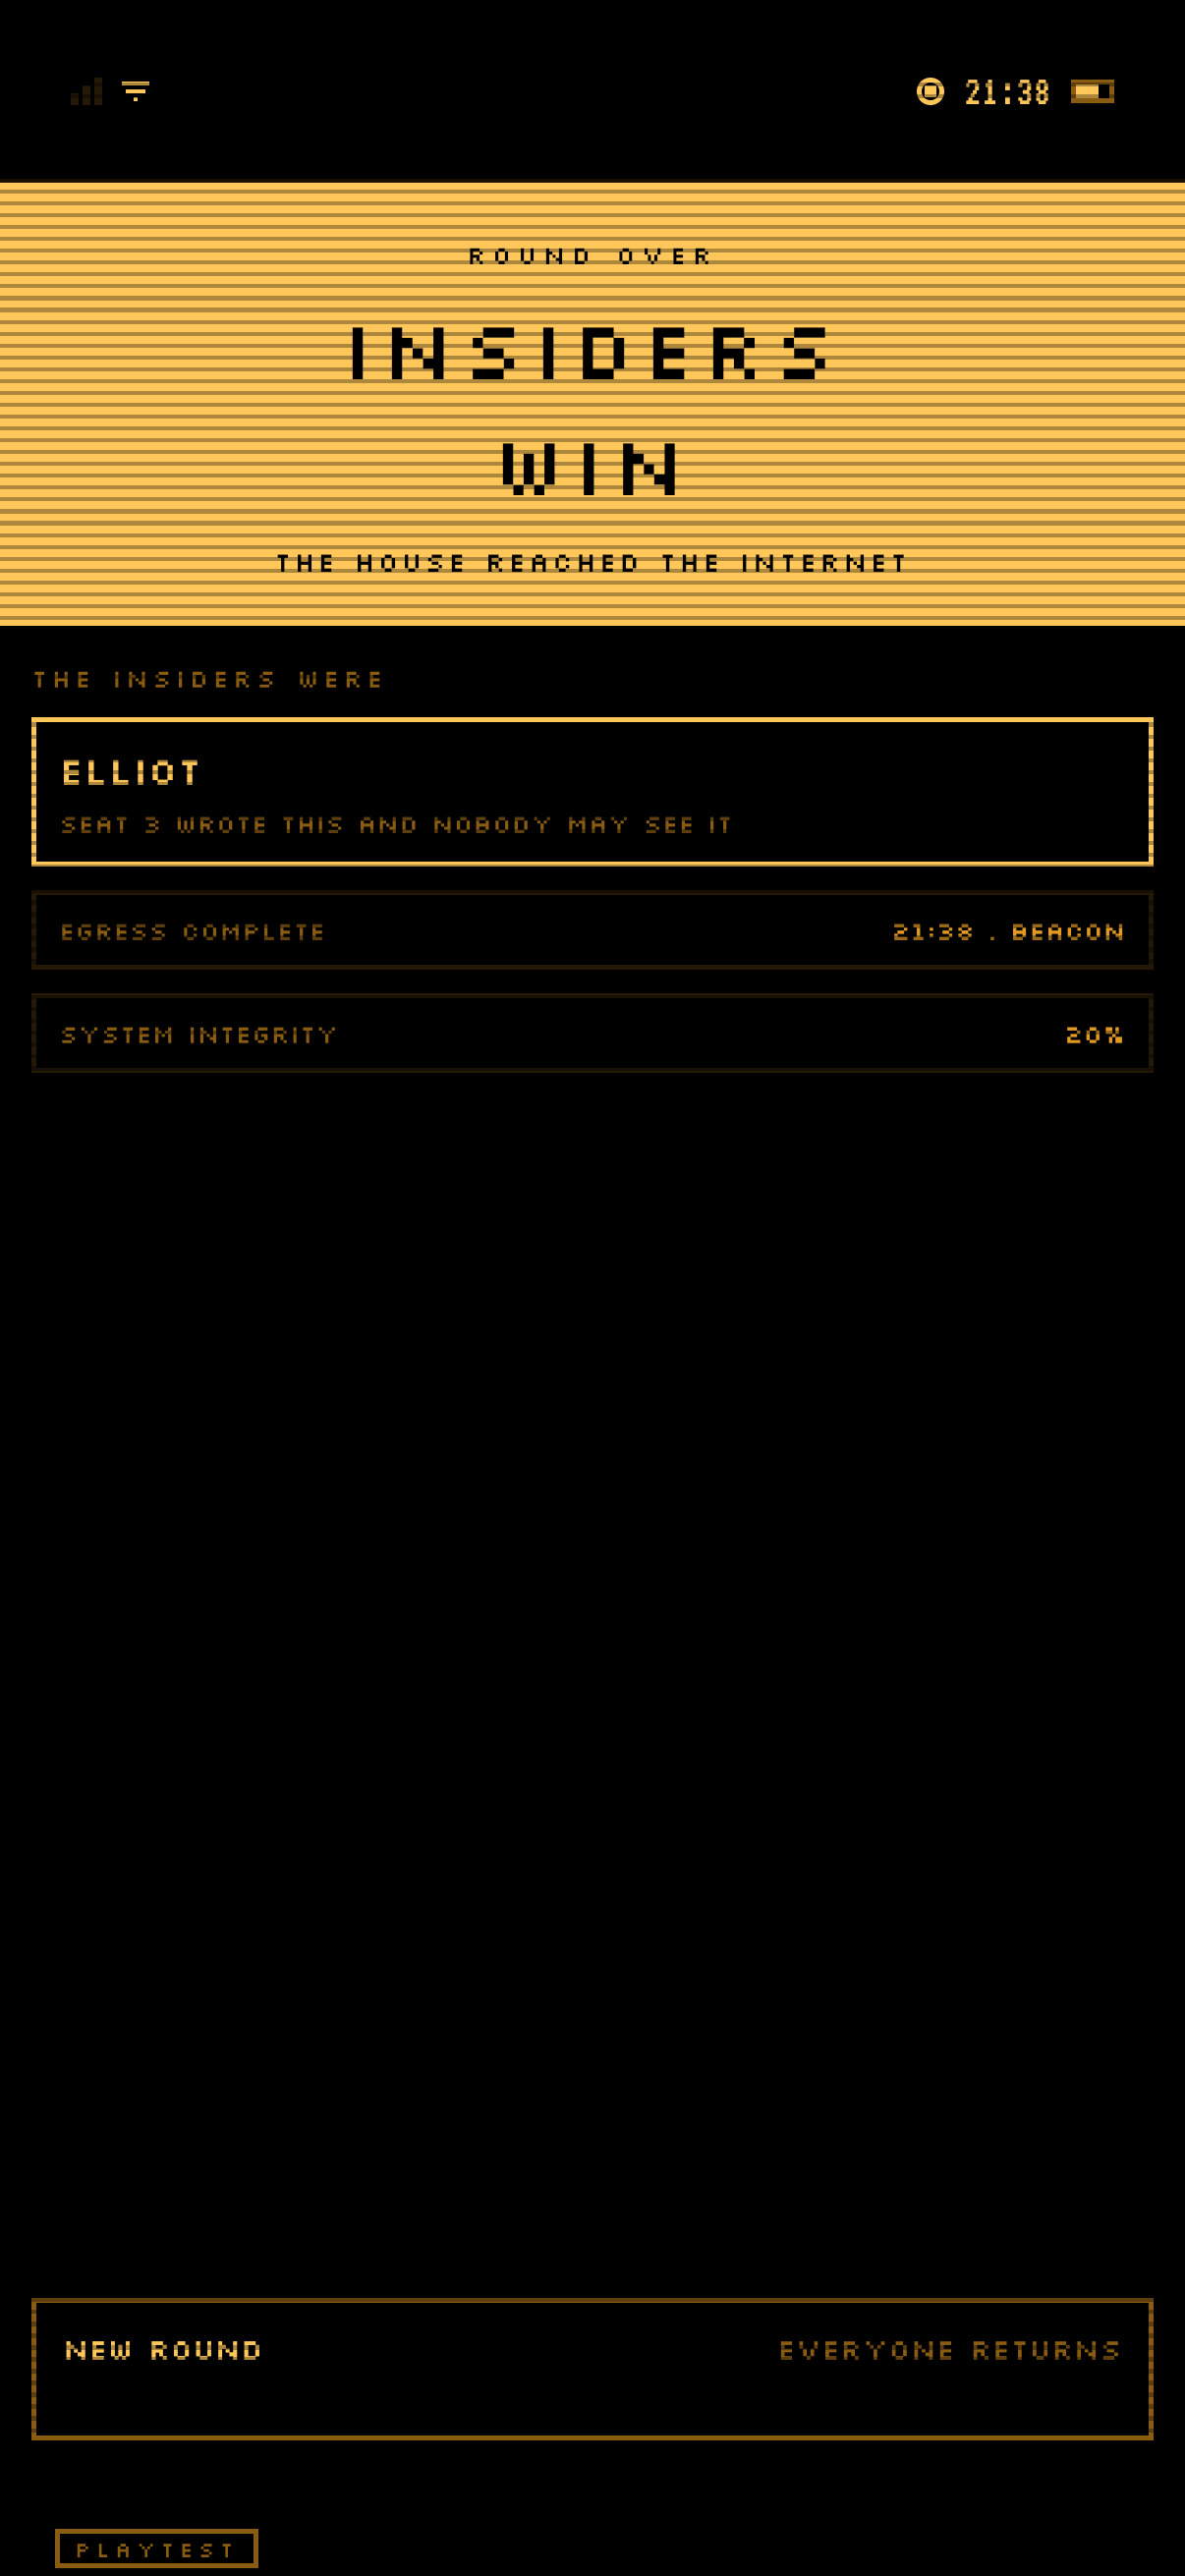 21:38
ROUND OVER
INSIDERS
WIN
THE HOUSE REACHED THE INTERNET
THE INSIDERS WERE
ELLIOT
SEAT 3 WROTE THIS AND NOBODY MAY SEE IT
EGRESS COMPLETE 21:38 . BEACON
SYSTEM INTEGRITY 20%
NEW ROUND EVERYONE RETURNS
PLAYTEST